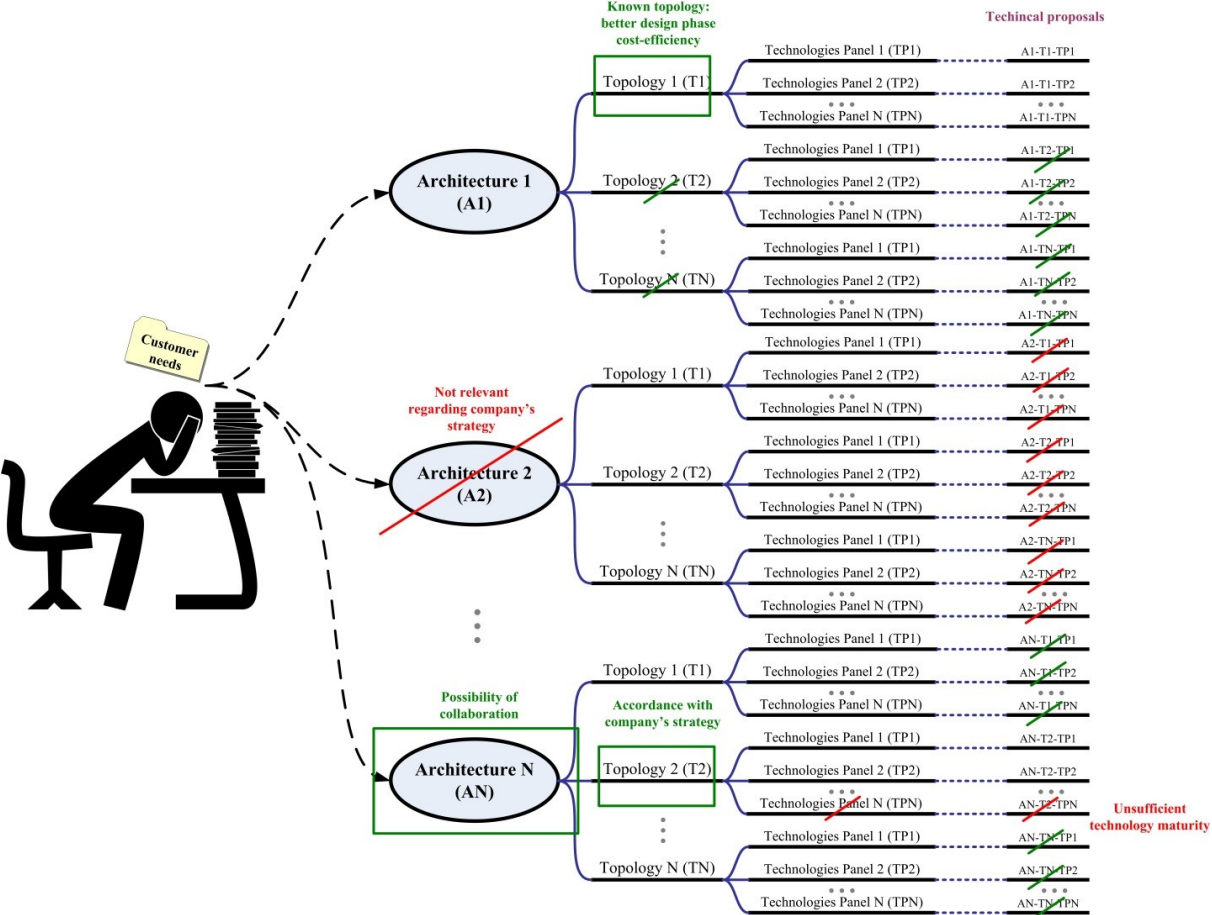 Known topology:
better design phase
cost-efficiency
Techincal proposals
Topology 1 (T1)
Technologies Panel 1 (TP1)
A1-T1-TP1
Technologies Panel 2 (TP2)
A1-T1-TP2
Technologies Panel N (TPN)
A1-T1-TPN
Architecture 1
(A1)
Topology 2 (T2)
Technologies Panel 1 (TP1)
A1-T2-TP1
Technologies Panel 2 (TP2)
A1-T2-TP2
Technologies Panel N (TPN)
A1-T2-TPN
Topology N (TN)
Technologies Panel 1 (TP1)
A1-TN-TP1
Technologies Panel 2 (TP2)
A1-TN-TP2
Technologies Panel N (TPN)
A1-TN-TPN
Customer
needs
Not relevant
regarding company's
strategy
Architecture 2
(A2)
Topology 1 (T1)
Technologies Panel 1 (TP1)
A2-T1-TP1
Technologies Panel 2 (TP2)
A2-T1-TP2
Technologies Panel N (TPN)
A2-T1-TPN
Topology 2 (T2)
Technologies Panel 1 (TP1)
A2-T2-TP1
Technologies Panel 2 (TP2)
A2-T2-TP2
Technologies Panel N (TPN)
A2-T2-TPN
Topology N (TN)
Technologies Panel 1 (TP1)
A2-TN-TP1
Technologies Panel 2 (TP2)
A2-TN-TP2
Technologies Panel N (TPN)
A2-TN-TPN
Possibility of
collaboration
Architecture N
(AN)
Topology 1 (T1)
Technologies Panel 1 (TP1)
AN-T1-TP1
Technologies Panel 2 (TP2)
AN-T1-TP2
Technologies Panel N (TPN)
AN-T1-TPN
Accordance with
company's strategy
Topology 2 (T2)
Technologies Panel 1 (TP1)
AN-T2-TP1
Technologies Panel 2 (TP2)
AN-T2-TP2
Technologies Panel N (TPN)
AN-T2-TPN
Unsufficient
technology maturity
Topology N (TN)
Technologies Panel 1 (TP1)
AN-TN-TP1
Technologies Panel 2 (TP2)
AN-TN-TP2
Technologies Panel N (TPN)
AN-TN-TPN